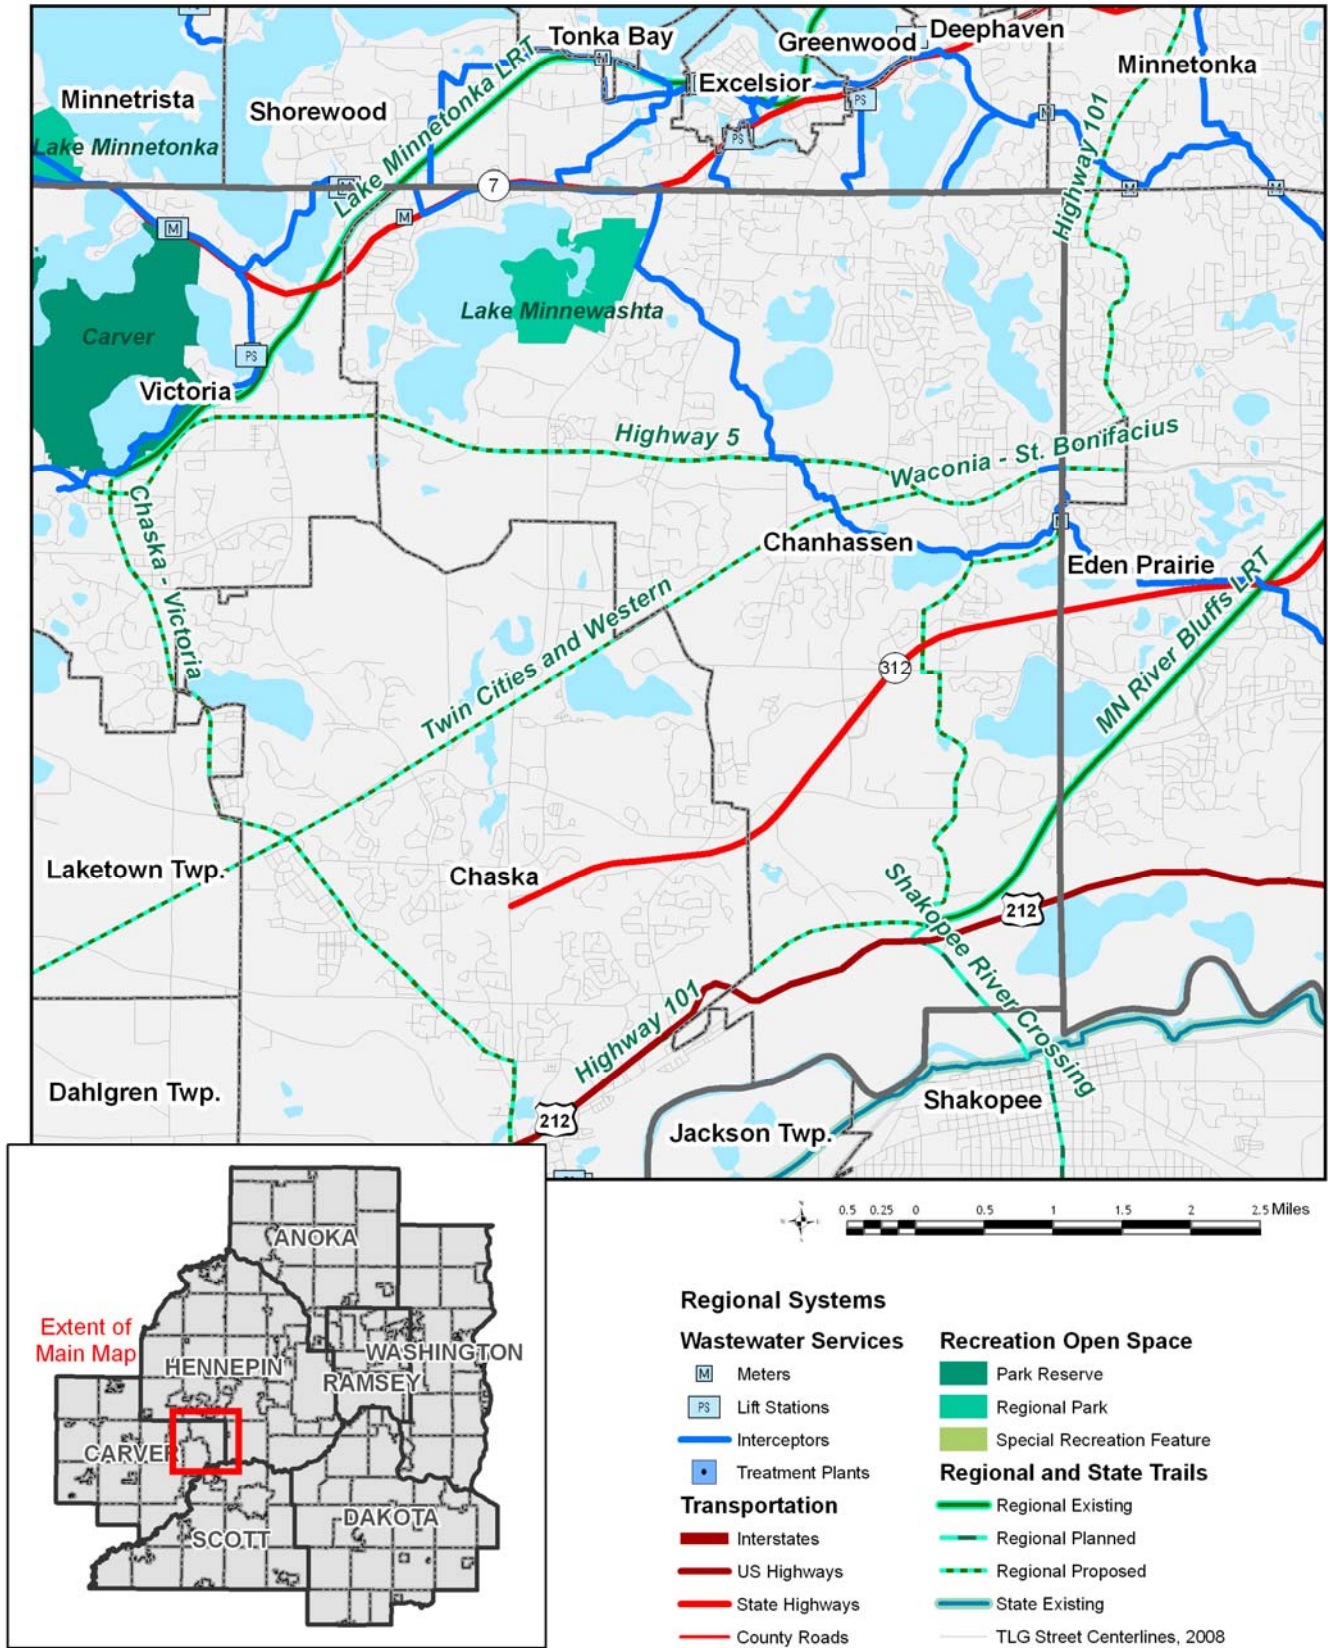 Tonka Bay
Greenwood
Deephaven
Minnetonka
Minnetrista
Shorewood
Excelsior
Lake Minnetonka
Lake Minnetonka LRT
Highway 101
PS
PS
M
M
M
M
M
M
7
M
M
Lake Minnewashta
Carver
PS
Victoria
Highway 5
Waconia - St. Bonifacius
Chaska - Victoria
Chanhassen
M
Eden Prairie
Twin Cities and Western
312
MN River Bluffs LRT
Laketown Twp.
Chaska
Shakopee River Crossing
212
Highway 101
Dahlgren Twp.
212
Shakopee
Jackson Twp.
Extent of
Main Map
ANOKA
HENNEPIN
WASHINGTON
RAMSEY
CARVER
SCOTT
DAKOTA
0.5 0.25 0 0.5 1 1.5 2 2.5 Miles
Regional Systems
Wastewater Services
M Meters
PS Lift Stations
Interceptors
Treatment Plants
Transportation
Interstates
US Highways
State Highways
County Roads
Recreation Open Space
Park Reserve
Regional Park
Special Recreation Feature
Regional and State Trails
Regional Existing
Regional Planned
Regional Proposed
State Existing
TLG Street Centerlines, 2008